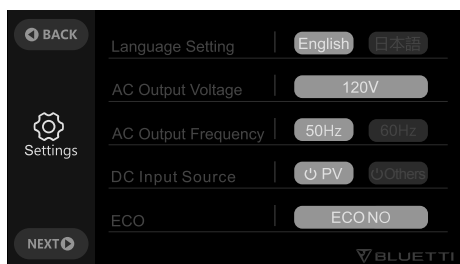 BACK
Language Setting English 日本語
AC Output Voltage 120V
AC Output Frequency 50Hz 60Hz
Settings
DC Input Source PV Others
ECO ECO NO
NEXT
BLUETTI